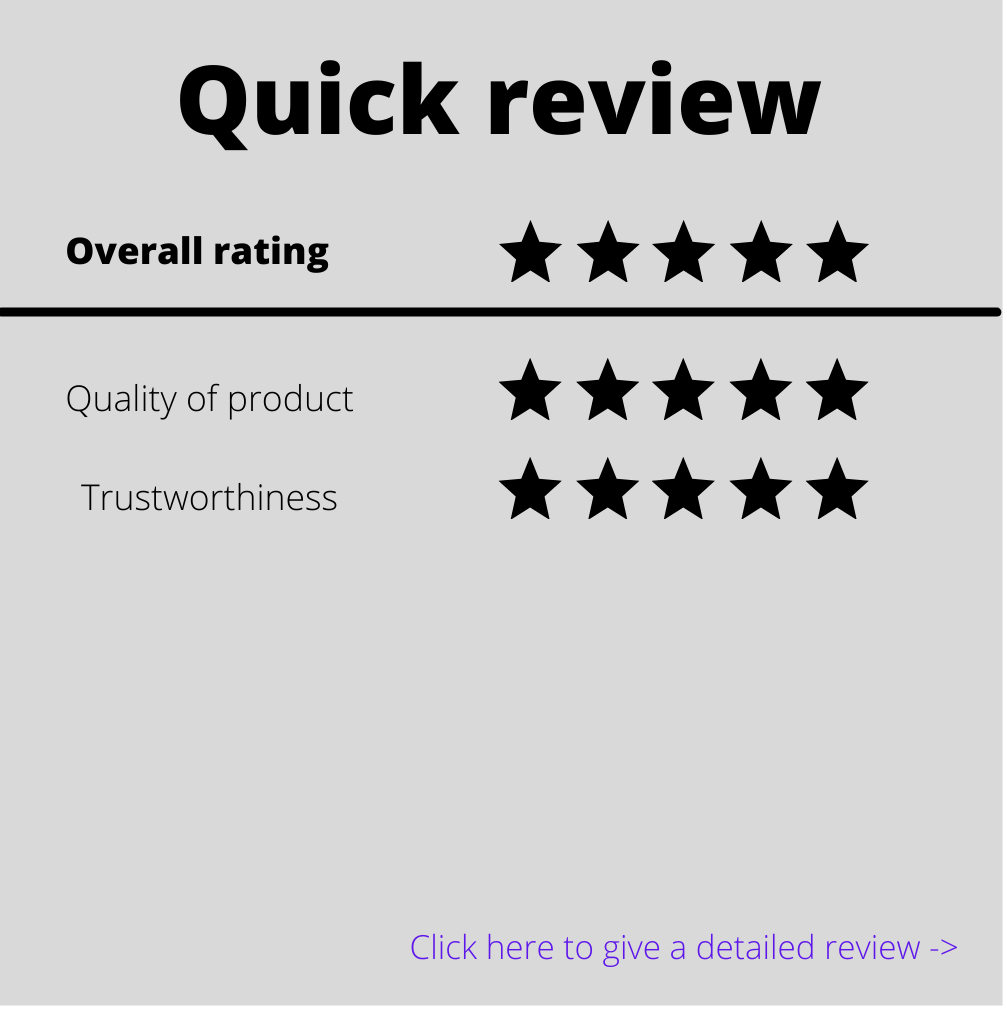 Quick review
Overall rating
Quality of product
Trustworthiness
Click here to give a detailed review ->